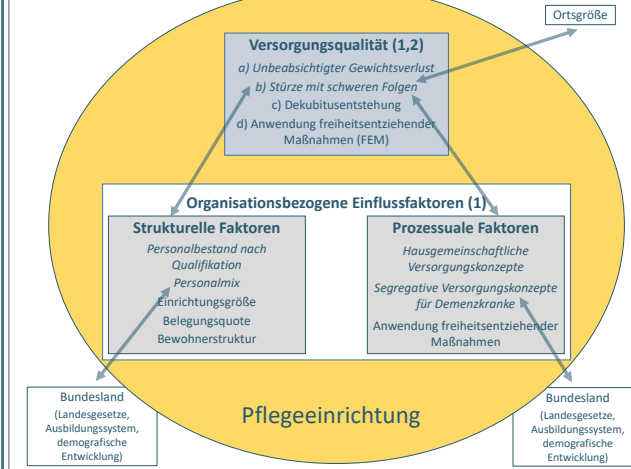 Ortsgröße
Versorgungsqualität (1,2)
a) Unbeabsichtigter Gewichtsverlust
b) Stürze mit schweren Folgen
c) Dekubitusentstehung
d) Anwendung freiheitsentziehender
Maßnahmen (FEM)
Organisationsbezogene Einflussfaktoren (1)
Strukturelle Faktoren
Personalbestand nach
Qualifikation
Personalmix
Einrichtungsgröße
Belegungsquote
Bewohnerstruktur
Prozessuale Faktoren
Hausgemeinschaftliche
Versorgungskonzepte
Segregative Versorgungskonzepte
für Demenzkranke
Anwendung freiheitsentziehender
Maßnahmen
Bundesland
(Landesgesetze,
Ausbildungssystem,
demografische
Entwicklung)
Pflegeeinrichtung
Bundesland
(Landesgesetze,
Ausbildungssystem,
demografische
Entwicklung)